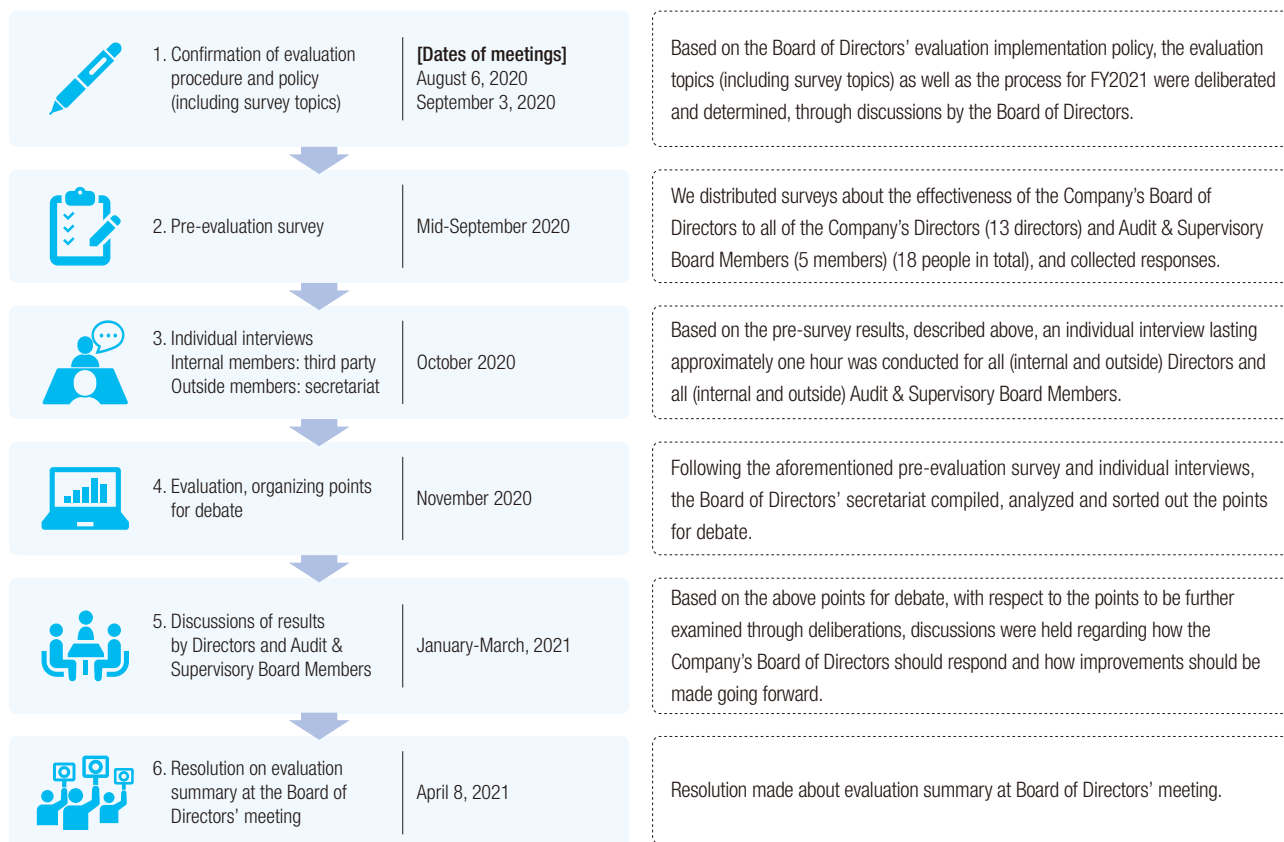 1. Confirmation of evaluation
procedure and policy
(including survey topics)
[Dates of meetings]
August 6, 2020
September 3, 2020
Based on the Board of Directors’ evaluation implementation policy, the evaluation
topics (including survey topics) as well as the process for FY2021 were deliberated
and determined, through discussions by the Board of Directors.
2. Pre-evaluation survey
Mid-September 2020
We distributed surveys about the effectiveness of the Company’s Board of
Directors to all of the Company’s Directors (13 directors) and Audit & Supervisory
Board Members (5 members) (18 people in total), and collected responses.
3. Individual interviews
Internal members: third party
Outside members: secretariat
October 2020
Based on the pre-survey results, described above, an individual interview lasting
approximately one hour was conducted for all (internal and outside) Directors and
all (internal and outside) Audit & Supervisory Board Members.
4. Evaluation, organizing points
for debate
November 2020
Following the aforementioned pre-evaluation survey and individual interviews,
the Board of Directors’ secretariat compiled, analyzed and sorted out the points
for debate.
5. Discussions of results
by Directors and Audit &
Supervisory Board Members
January-March, 2021
Based on the above points for debate, with respect to the points to be further
examined through deliberations, discussions were held regarding how the
Company’s Board of Directors should respond and how improvements should be
made going forward.
6. Resolution on evaluation
summary at the Board of
Directors’ meeting
April 8, 2021
Resolution made about evaluation summary at Board of Directors’ meeting.